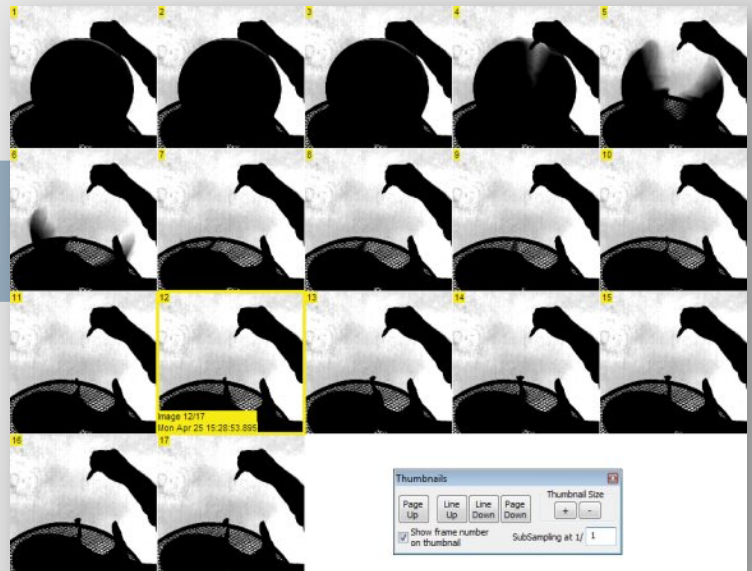 1
2
3
4
5
6
7
8
9
10
11
12
13
14
15
Image 12/17
Mon Apr 25 15:28:53.895
16
17
Thumbnails
Page Up
Line Up
Line Down
Page Down
Thumbnail Size
+
-
Show frame number
on thumbnail
SubSampling at 1/ 1